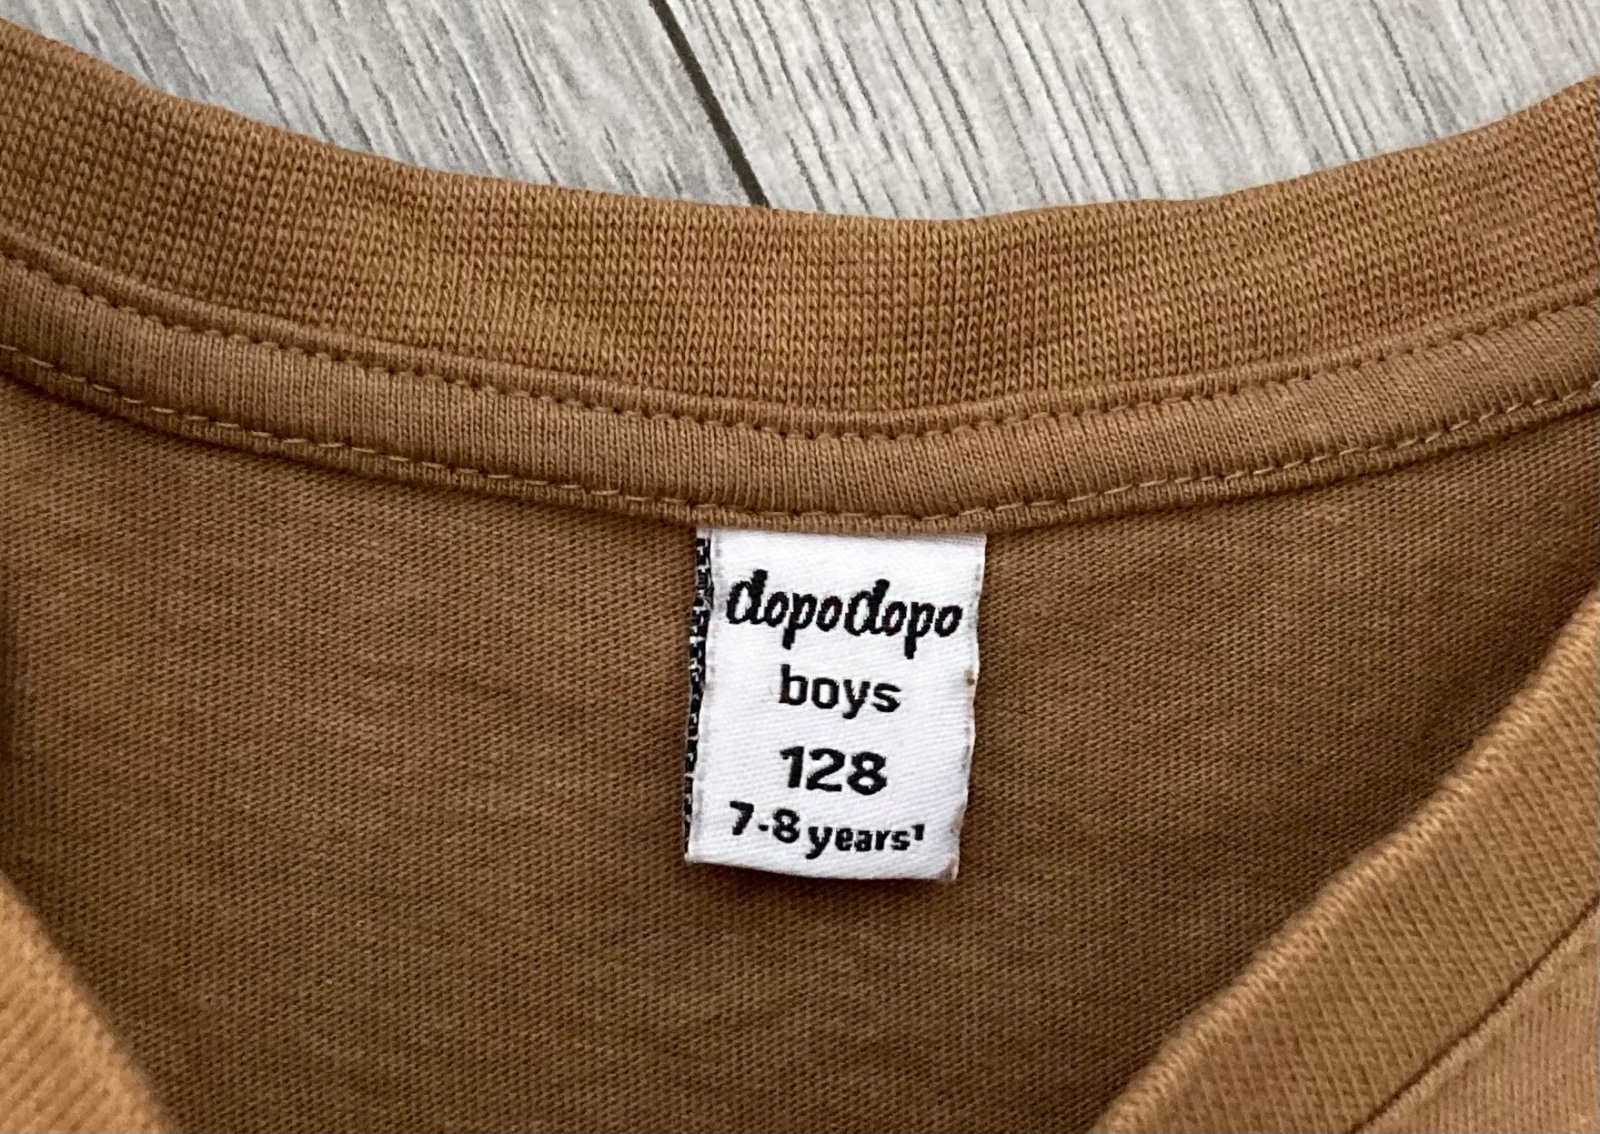 dopodopo
boys
128
7-8 years¹